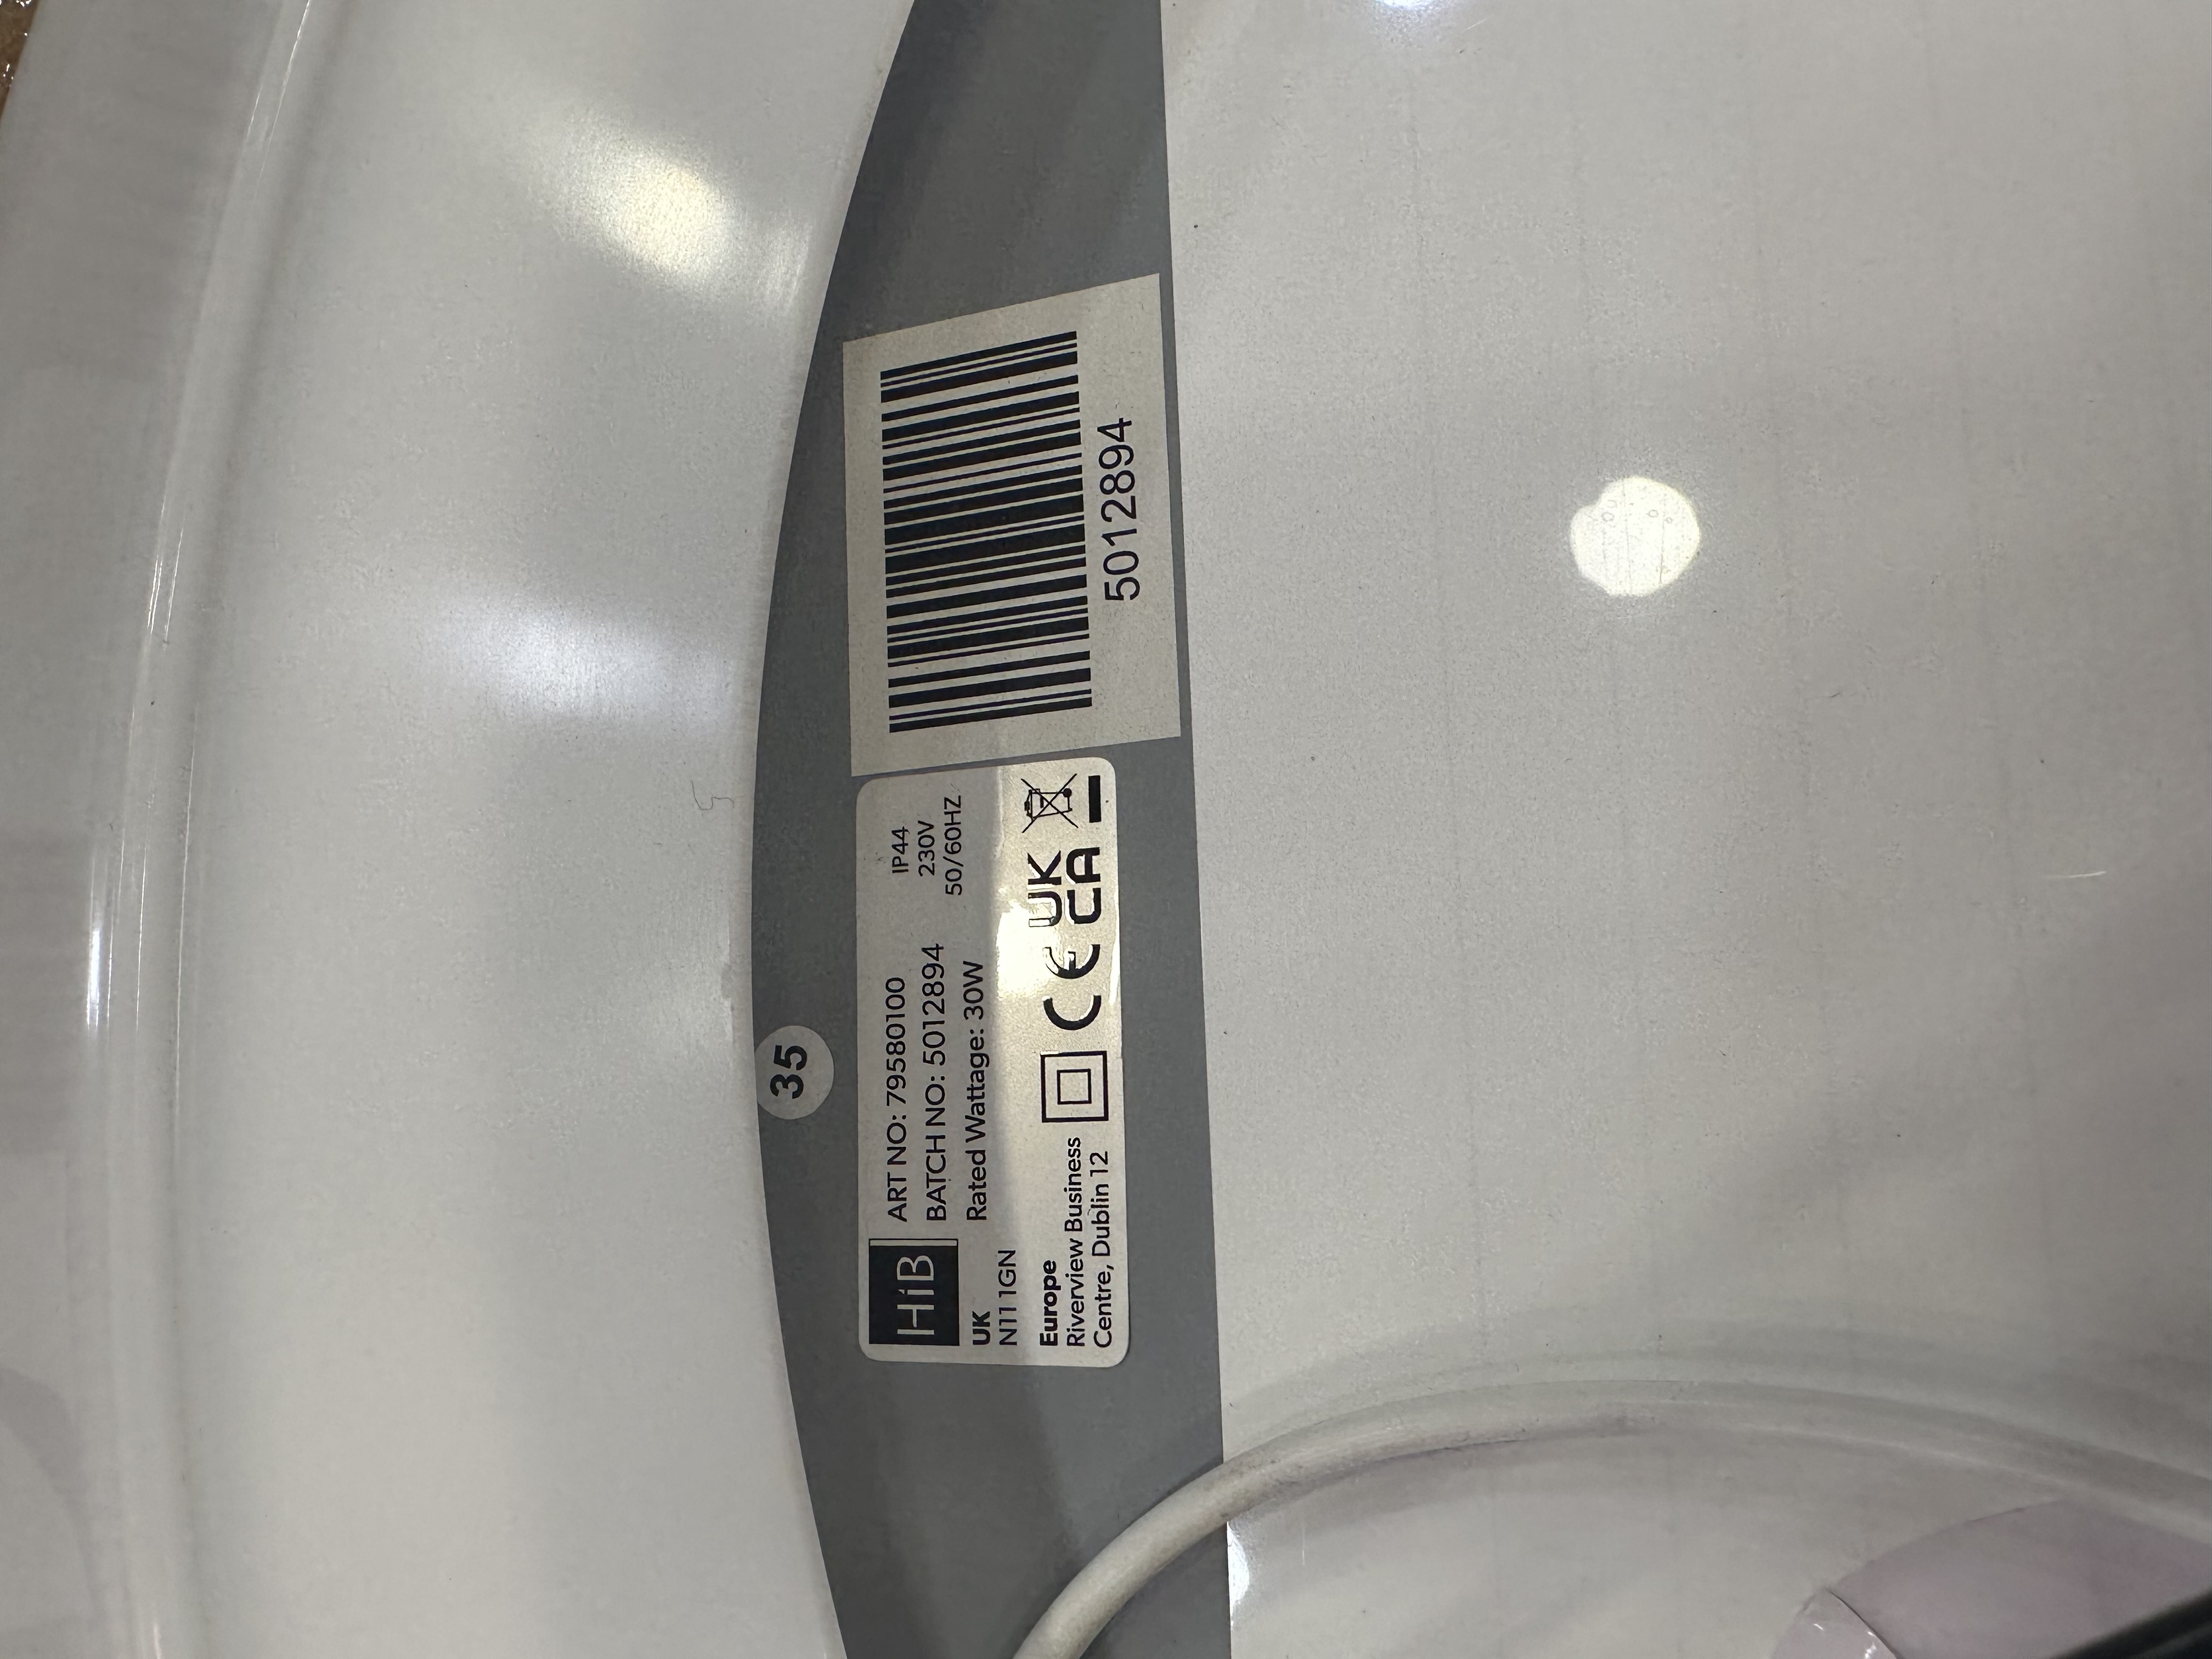 35
HiB
ART NO: 79580100
BATCH NO: 5012894
Rated Wattage: 30W
IP44
230V
50/60HZ
UK
N11 1GN
Europe
Riverview Business
Centre, Dublin 12
CE
UK
CA
5012894